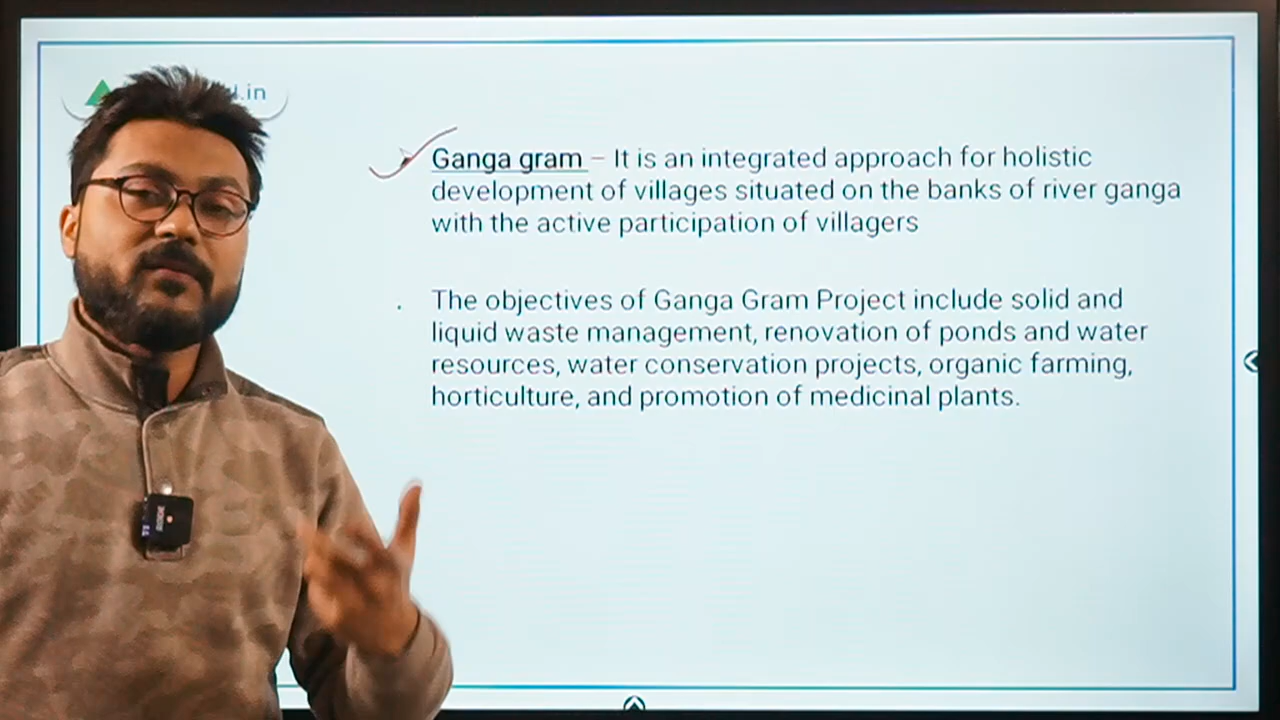 .in
Ganga gram – It is an integrated approach for holistic
development of villages situated on the banks of river ganga
with the active participation of villagers
. The objectives of Ganga Gram Project include solid and
liquid waste management, renovation of ponds and water
resources, water conservation projects, organic farming,
horticulture, and promotion of medicinal plants.